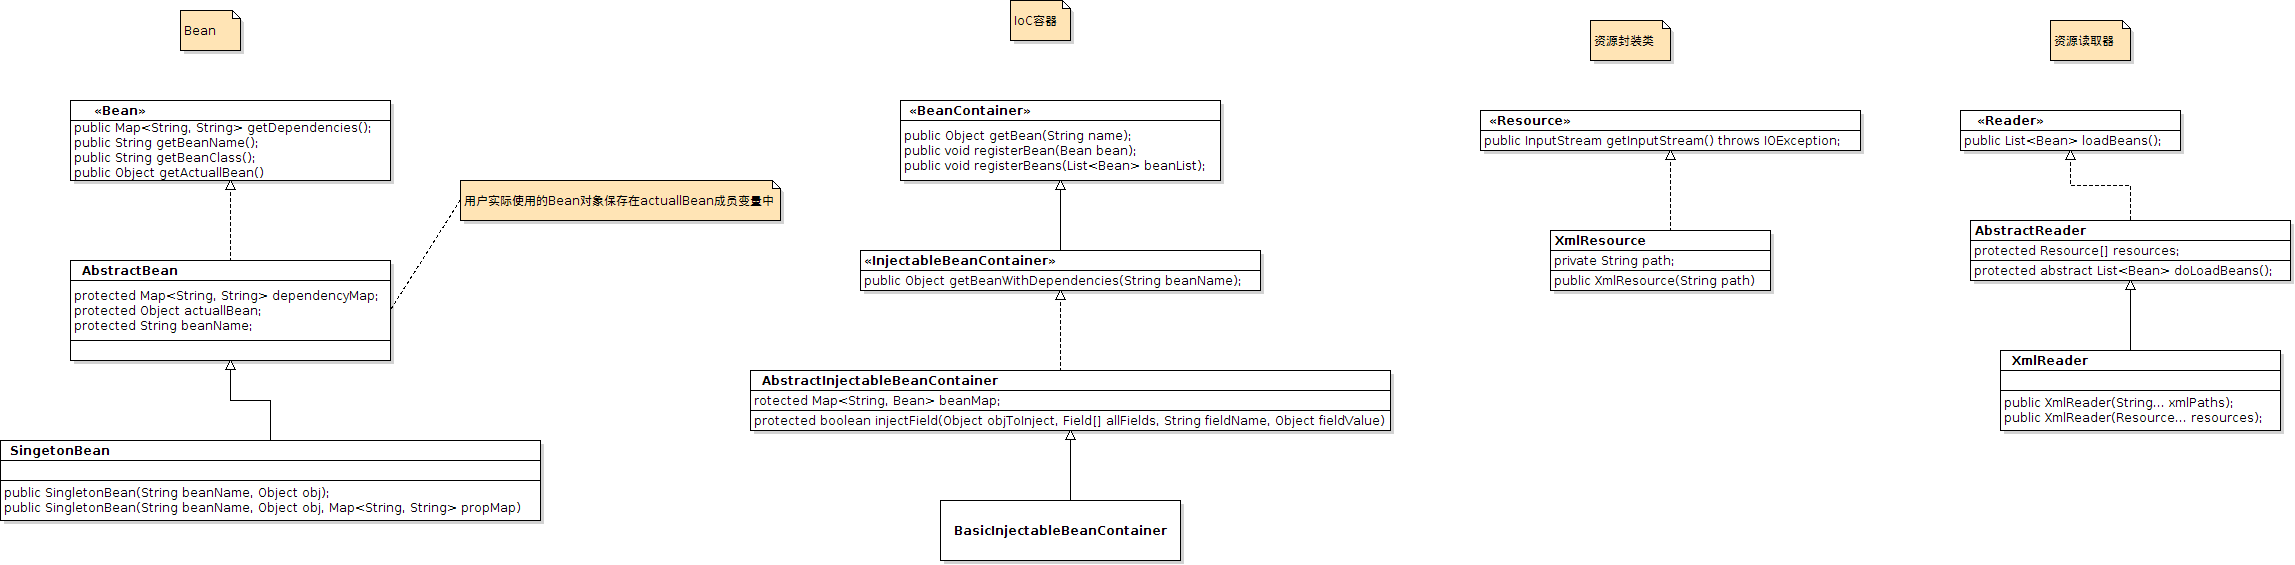 Bean
«Bean»
public Map<String, String> getDependencies();
public String getBeanName();
public String getBeanClass();
public Object getActuallBean()
用户实际使用的Bean对象保存在actuallBean成员变量中
AbstractBean
protected Map<String, String> dependencyMap;
protected Object actuallBean;
protected String beanName;
SingetonBean
public SingletonBean(String beanName, Object obj);
public SingletonBean(String beanName, Object obj, Map<String, String> propMap)
IoC容器
«BeanContainer»
public Object getBean(String name);
public void registerBean(Bean bean);
public void registerBeans(List<Bean> beanList);
«InjectableBeanContainer»
public Object getBeanWithDependencies(String beanName);
AbstractInjectableBeanContainer
rotected Map<String, Bean> beanMap;
protected boolean injectField(Object objToInject, Field[] allFields, String fieldName, Object fieldValue)
BasicInjectableBeanContainer
资源封装类
«Resource»
public InputStream getInputStream() throws IOException;
XmlResource
private String path;
public XmlResource(String path)
资源读取器
«Reader»
public List<Bean> loadBeans();
AbstractReader
protected Resource[] resources;
protected abstract List<Bean> doLoadBeans();
XmlReader
public XmlReader(String... xmlPaths);
public XmlReader(Resource... resources);